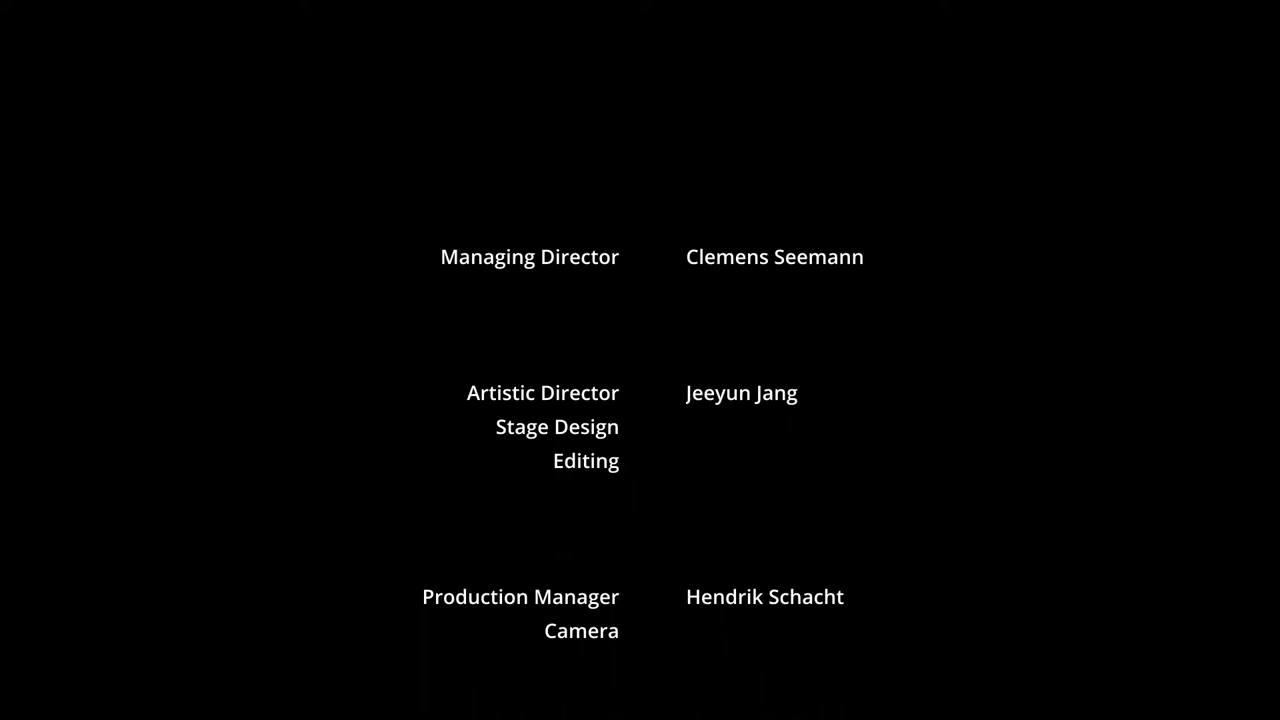 Managing Director Clemens Seemann
Artistic Director Jeeyun Jang
Stage Design
Editing
Production Manager Hendrik Schacht
Camera